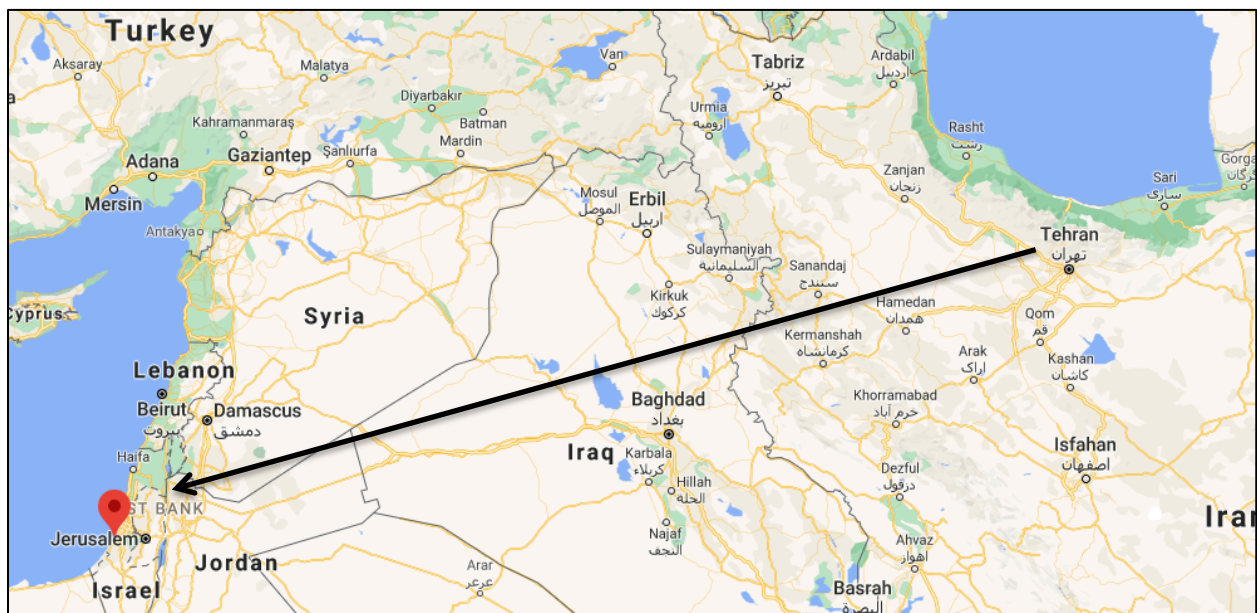 Turkey
Aksaray
Malatya
Van
Tabriz
تبریز
Ardabil
اردبیل
Diyarbakır
Batman
Mardin
Urmia
ارومیه
Kahramanmaraş
Gaziantep
Şanlıurfa
Adana
Mersin
Antakya
Rasht
رشت
Zanjan
زنجان
Sari
ساری
Gorga
گرگان
Mosul
الموصل
Erbil
اربيل
Tehran
تهران
Sulaymaniyah
السليمانية
Sanandaj
سنندج
Kirkuk
كركوك
Hamedan
همدان
Qom
قم
Cyprus
Syria
Kermanshah
کرمانشاه
Arak
اراک
Kashan
کاشان
Lebanon
Beirut
بيروت
Damascus
دمشق
Baghdad
بغداد
Khorramabad
خرم آباد
Isfahan
اصفهان
Haifa
Iraq
Karbala
كربلاء
Hillah
الحلة
Dezful
دزفول
ST BANK
Jerusalem
Najaf
النجف
Iran
Ahvaz
اهواز
Jordan
Israel
Arar
عرعر
Basrah
البصرة